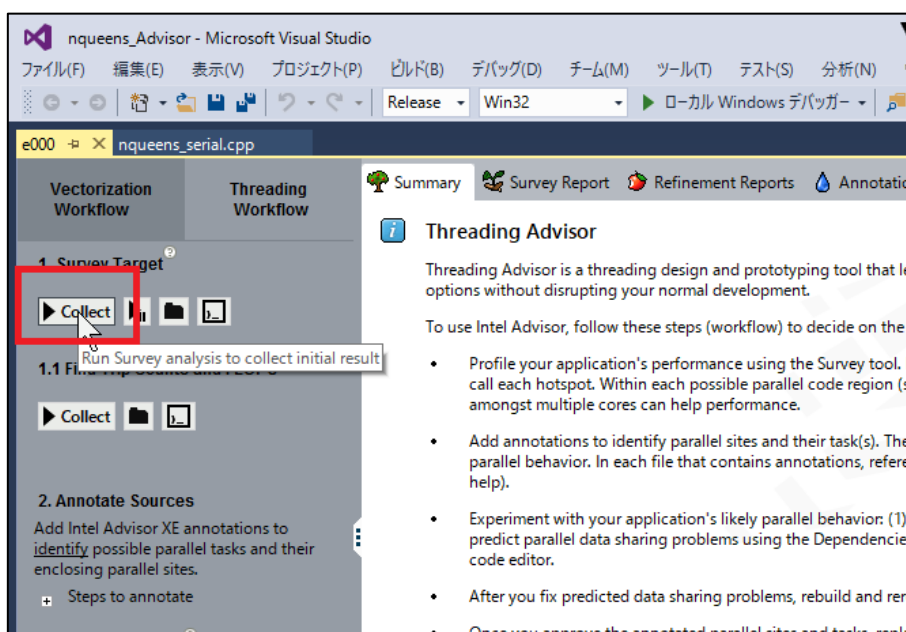 nqueens_Advisor - Microsoft Visual Studio
ファイル(F) 編集(E) 表示(V) プロジェクト(P) ビルド(B) デバッグ(D) チーム(M) ツール(T) テスト(S) 分析(N)
Release Win32 ローカル Windows デバッガー
e000 nqueens_serial.cpp
Vectorization Workflow
Threading Workflow
1. Survey Target
Collect
Run Survey analysis to collect initial result
1.1 Find Trip Counts and FLOPS
Collect
2. Annotate Sources
Add Intel Advisor XE annotations to
identify possible parallel tasks and their
enclosing parallel sites.
Steps to annotate
Summary Survey Report Refinement Reports
Threading Advisor
Threading Advisor is a threading design and prototyping tool that
options without disrupting your normal development.
To use Intel Advisor, follow these steps (workflow) to decide on the
• Profile your application's performance using the Survey tool.
call each hotspot. Within each possible parallel code region
amongst multiple cores can help performance.
• Add annotations to identify parallel sites and their task(s).
parallel behavior. In each file that contains annotations,
help).
• Experiment with your application's likely parallel behavior: (1)
predict parallel data sharing problems using the
code editor.
• After you fix predicted data sharing problems, rebuild and